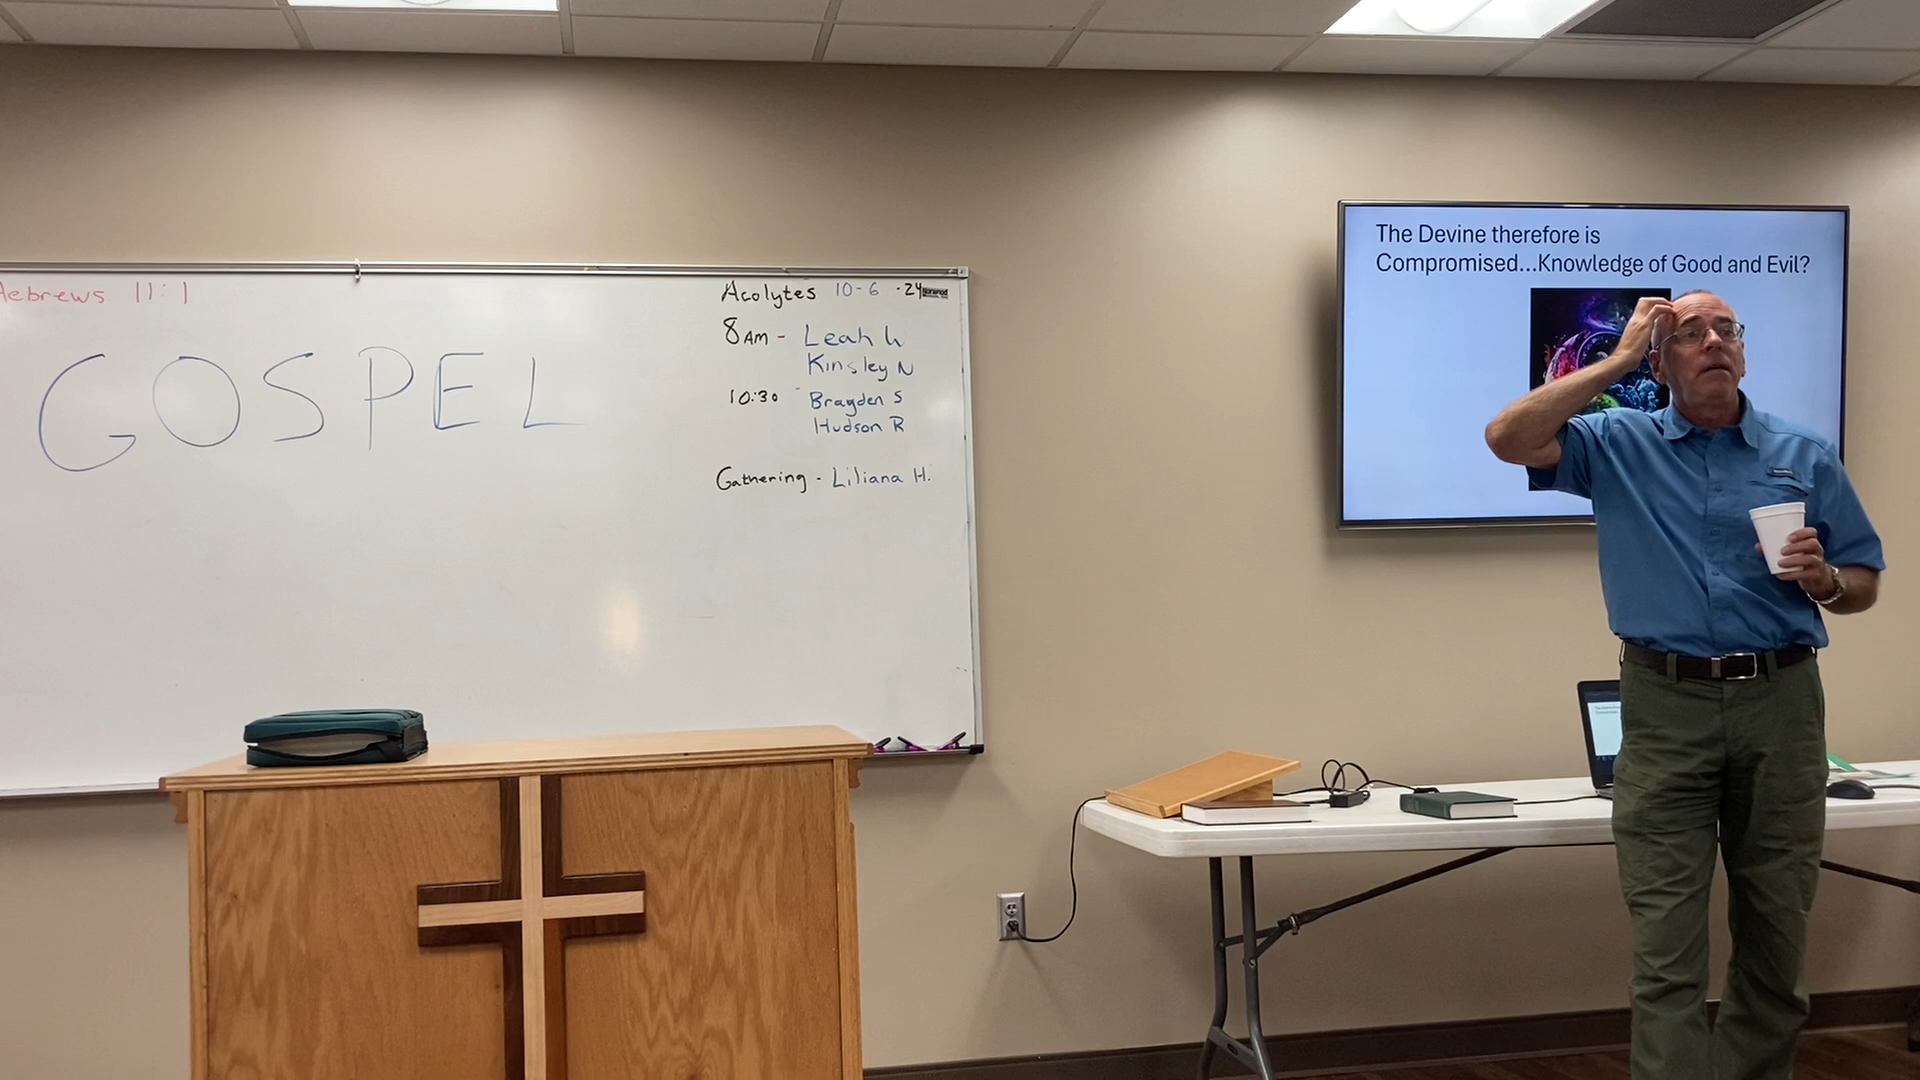 Hebrews 11:1
GOSPEL
Acolytes 10-6-24
8AM - Leah W
Kinsley N
10:30 - Brayden S
Hudson R
Gathering - Liliana H.
The Devine therefore is
Compromised...Knowledge of Good and Evil?